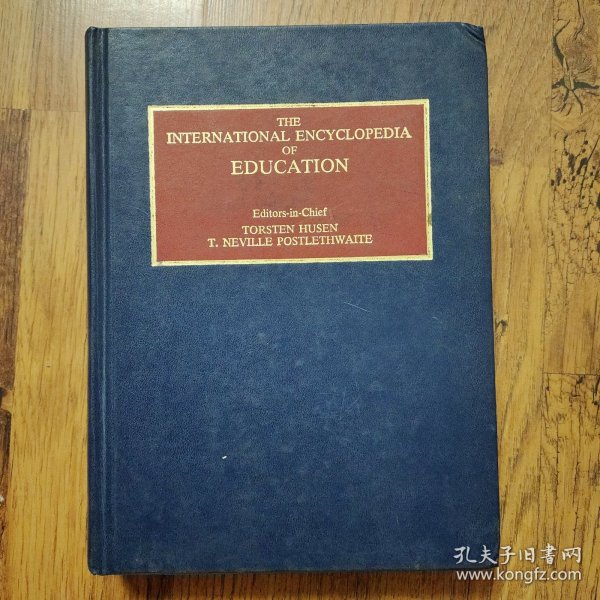 THE
INTERNATIONAL ENCYCLOPEDIA
OF
EDUCATION
Editors-in-Chief
TORSTEN HUSEN
T. NEVILLE POSTLETHWAITE
孔夫子旧书网
www.kongfz.com